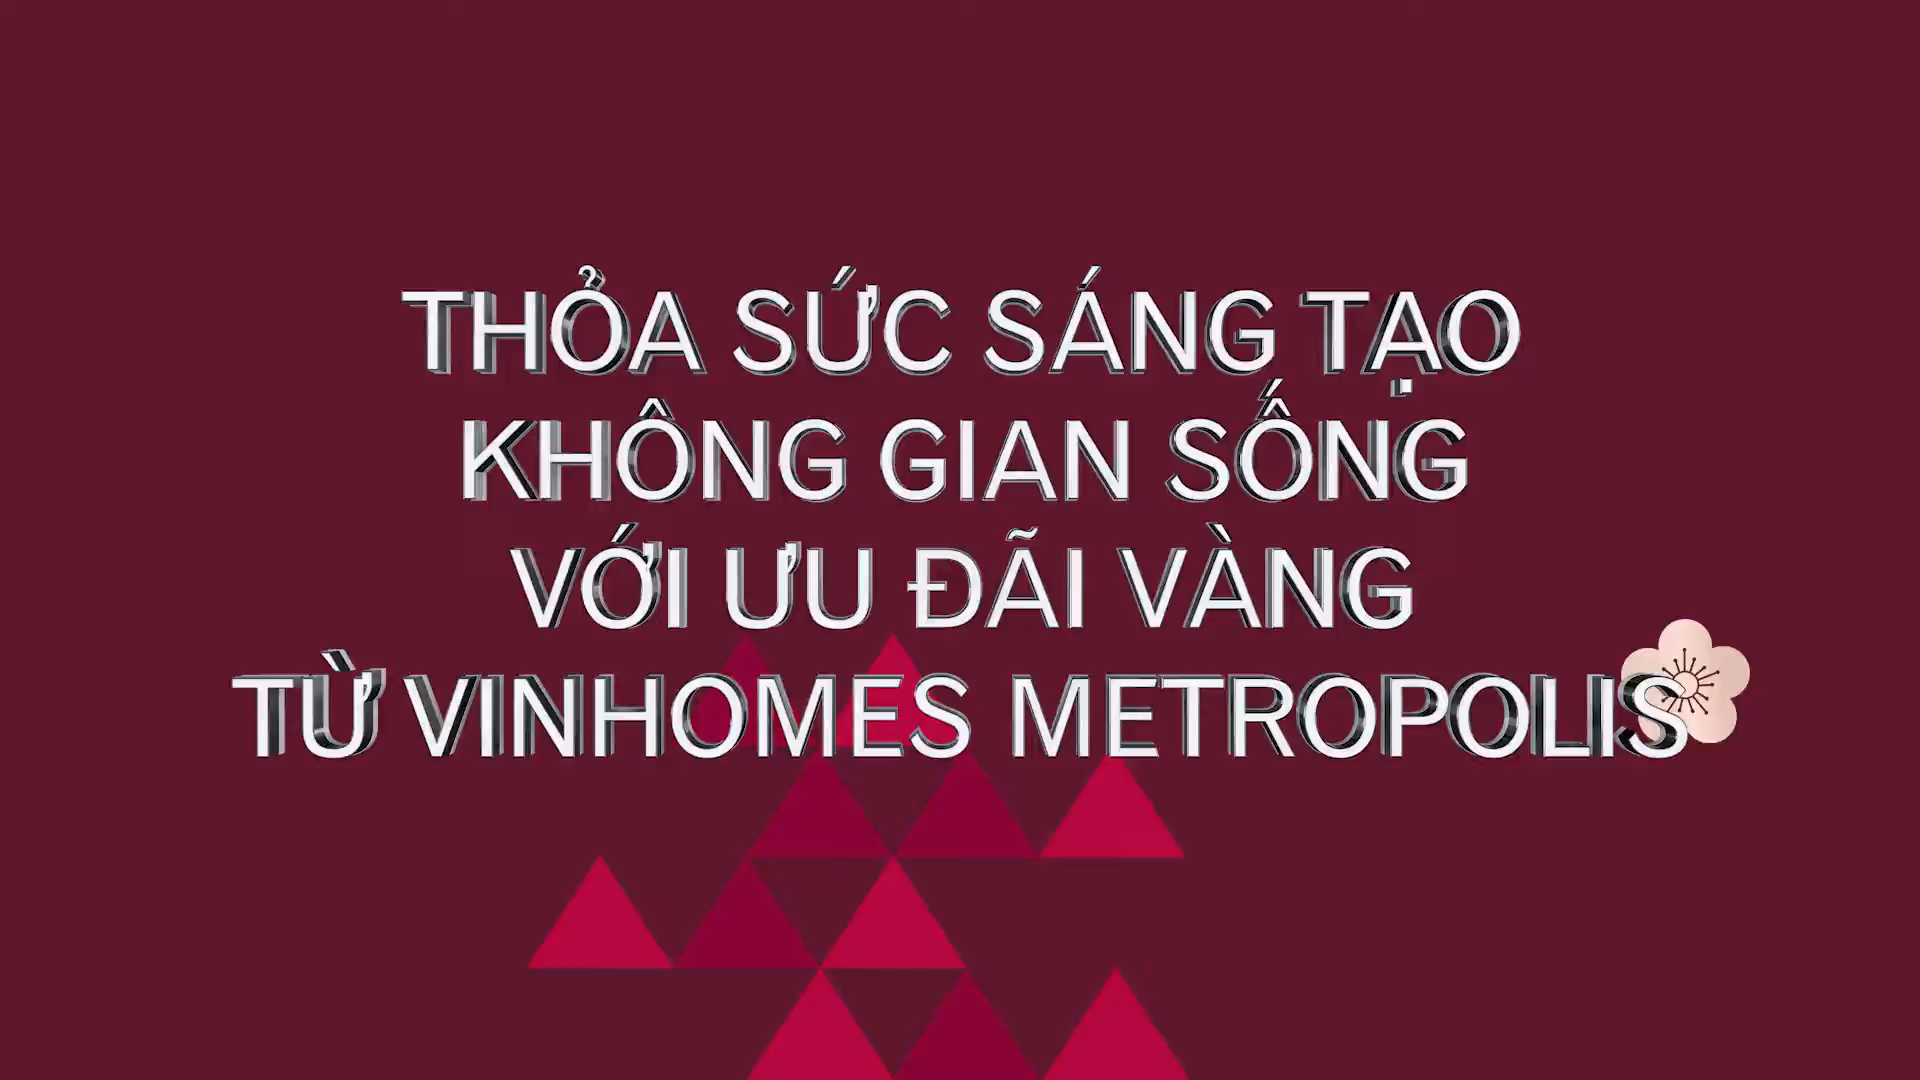 THỎA SỨC SÁNG TẠO
KHÔNG GIAN SỐNG
VỚI ƯU ĐÃI VÀNG
TỪ VINHOMES METROPOLIS